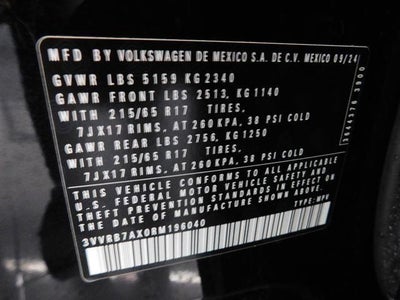 MFD BY VOLKSWAGEN DE MEXICO S.A. DE C.V. MEXICO 09/24
GVWR LBS 5159 KG 2340
GAWR FRONT LBS 2513, KG 1140
WITH 215/65 R17 TIRES,
7JX17 RIMS, AT 260KPA, 38 PSI COLD
GAWR REAR LBS 2756, KG 1250
WITH 215/65 R17 TIRES,
7JX17 RIMS, AT 260 KPA, 38 PSI COLD
THIS VEHICLE CONFORMS TO ALL APPLICABLE
U.S. FEDERAL MOTOR VEHICLE SAFETY AND
THEFT PREVENTION STANDARDS IN EFFECT ON
THE DATE OF MANUFACTURE SHOWN ABOVE.
3VVRB7AX0RM196040 TYPE: MPV